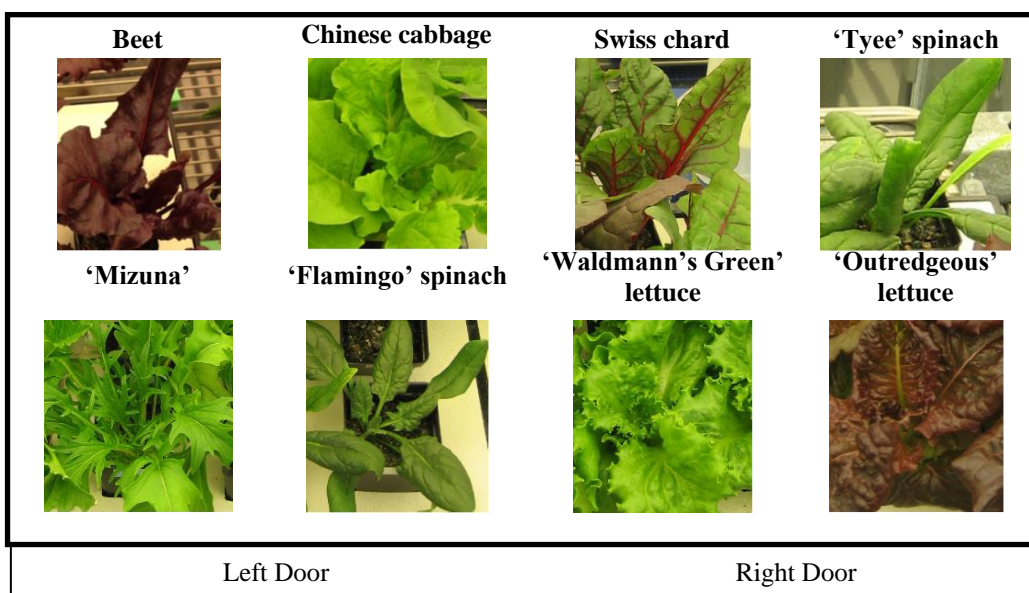 Beet
Chinese cabbage
Swiss chard
‘Tyee’ spinach
‘Mizuna’
‘Flamingo’ spinach
‘Waldmann’s Green’
lettuce
‘Outredgeous’
lettuce
Left Door
Right Door